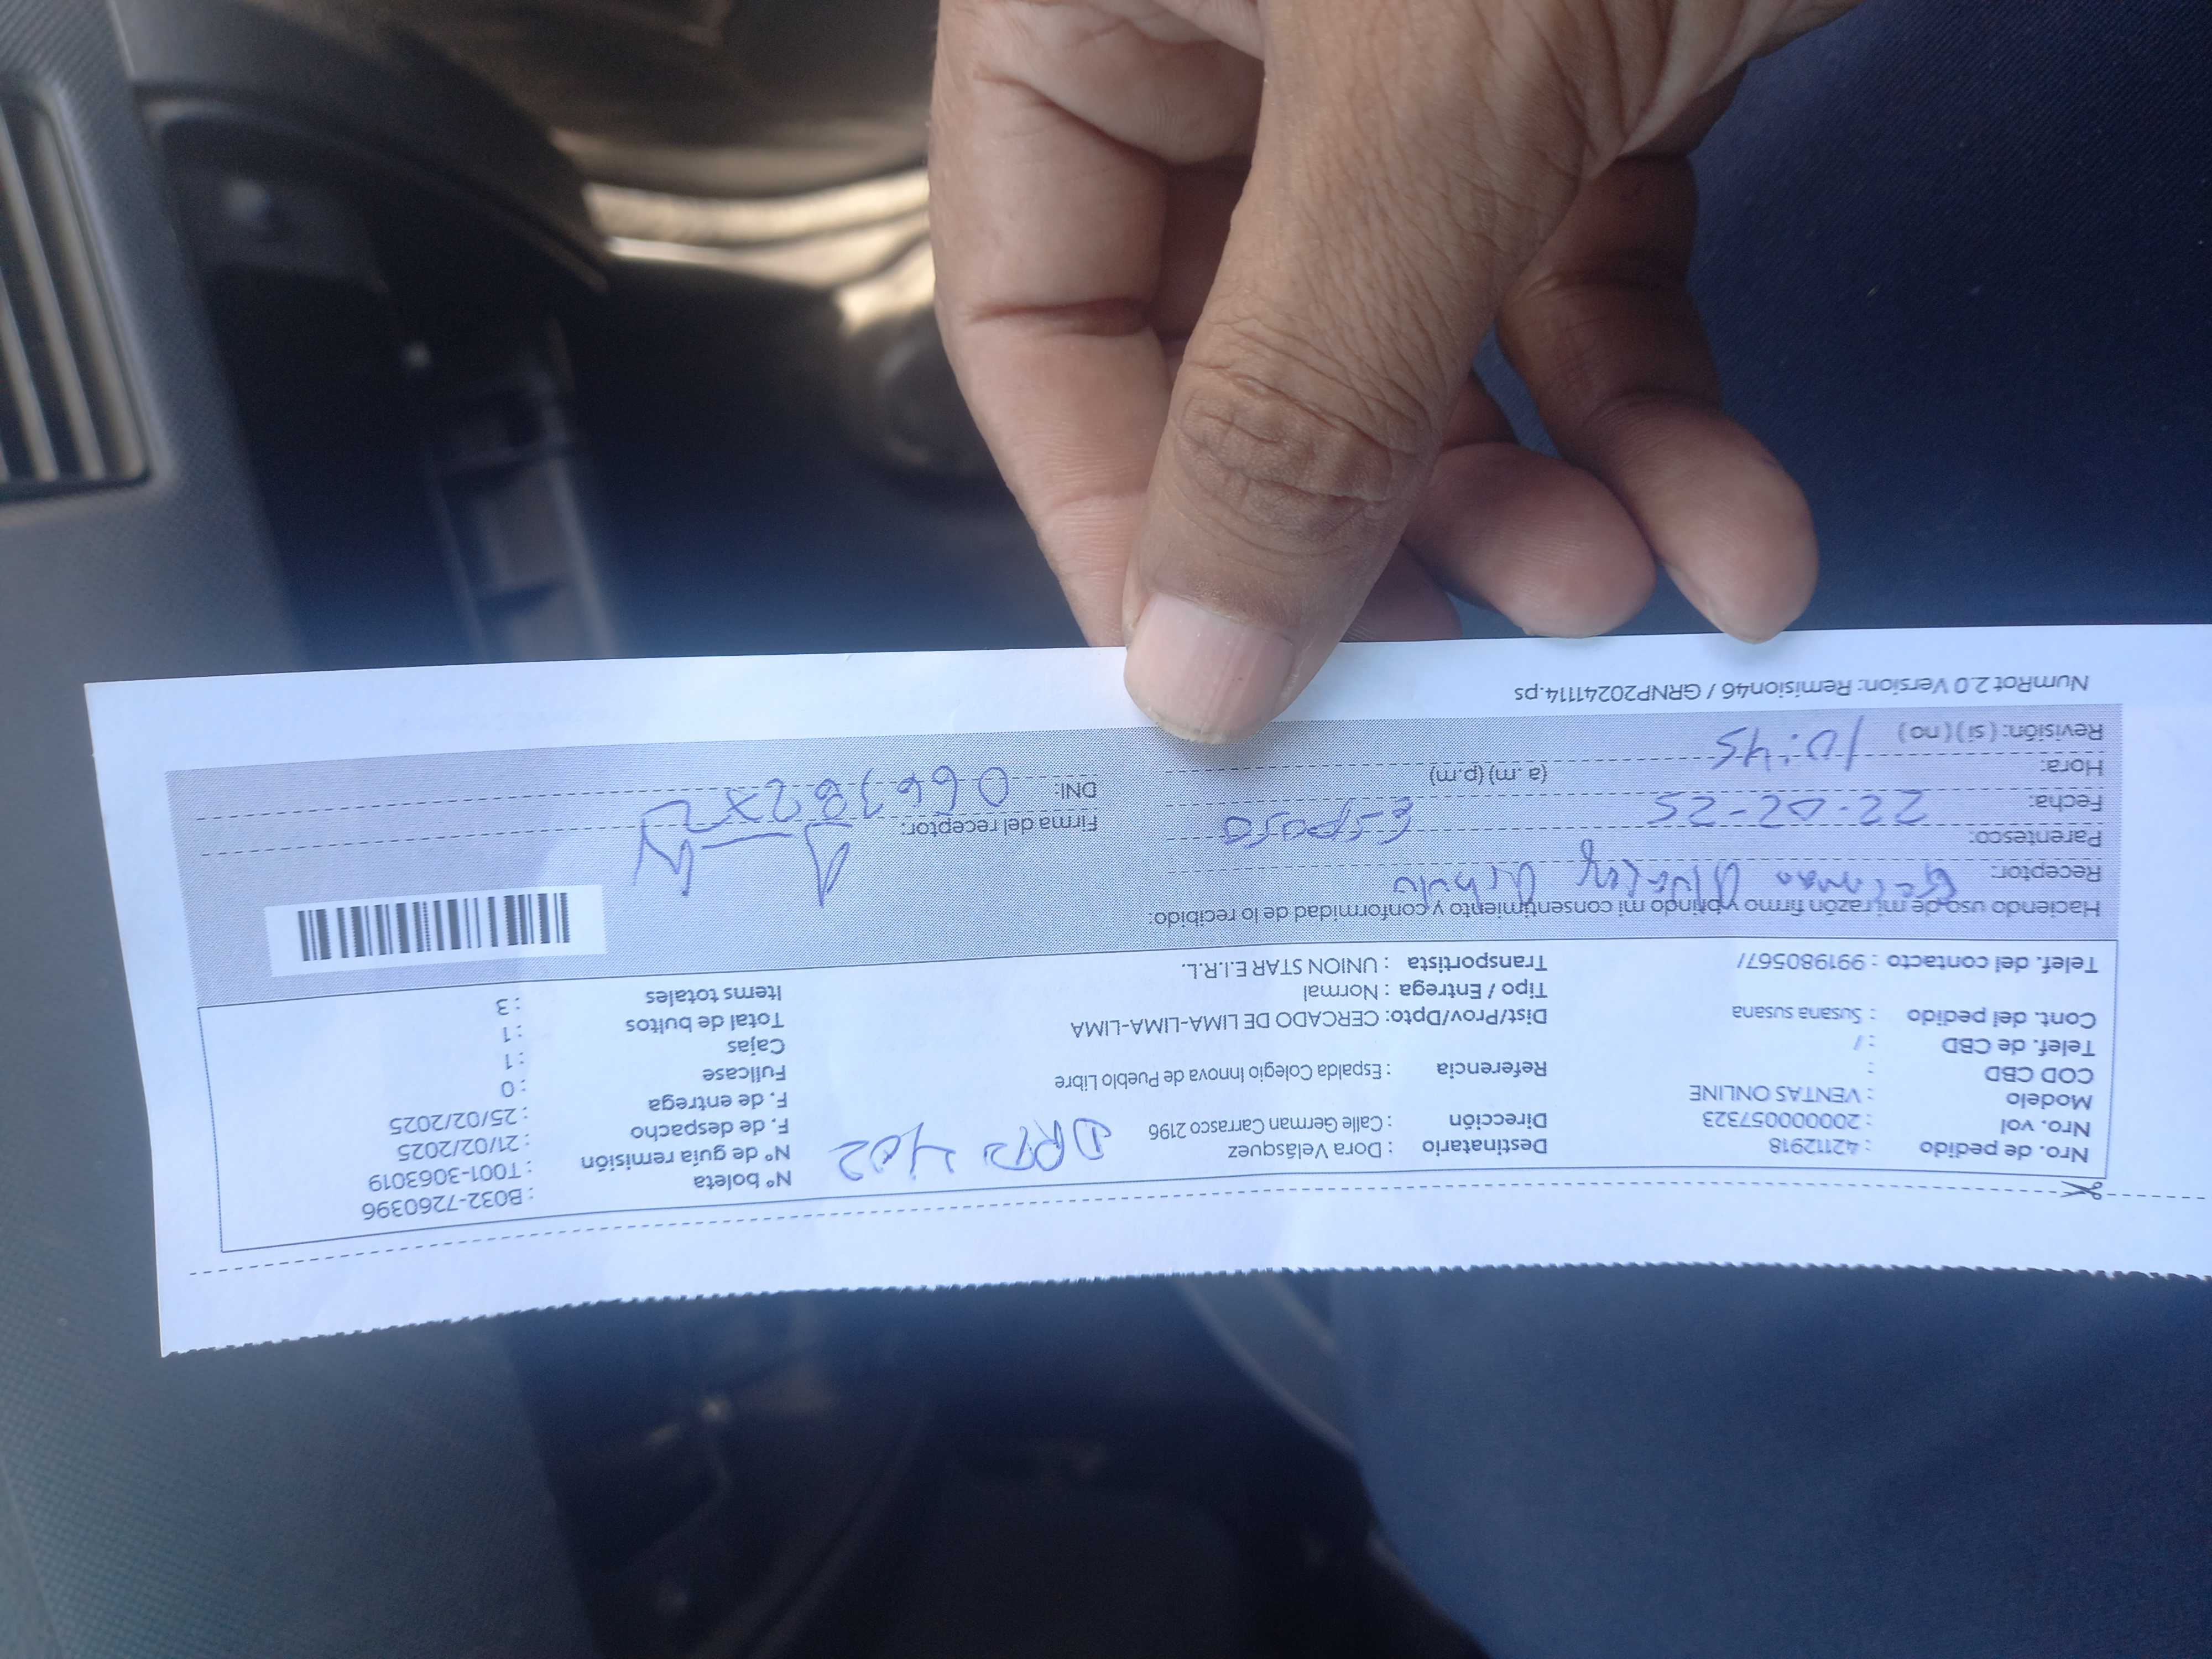 Nro. de pedido : 42112918
Nro. vol : 2000000057323
Modelo : VENTAS ONLINE
COD CBD :
Telef. de CBD : /
Cont. del pedido : Susana susana
Telef. del contacto : 991980567/
Destinatario : Dora Velásquez
Dirección : Calle German Carrasco 2196
DRTO 402
Referencia : Espalda Colegio Innova de Pueblo Libre
Dist/Prov/Dpto: CERCADO DE LIMA-LIMA-LIMA
Tipo / Entrega : Normal
Transportista : UNION STAR E.I.R.L.
Nº boleta : B032-7260396
Nº de guía remisión : T001-3063019
F. de despacho : 21/02/2025
F. de entrega : 25/02/2025
Fullcase : 0
Cajas : 1
Total de bultos : 1
Items totales : 3
Haciendo uso de mi razón firmo y brindo mi consentimiento y conformidad de lo recibido:
Receptor:
Parentesco: Esposo
Fecha: 22-02-25
Hora: 10:45 (a. m) (p.m)
Revisión: ( si ) ( no )
Firma del receptor:
DNI:
NumRot 2.0 Version: Remision46 / GRNP20241114.ps